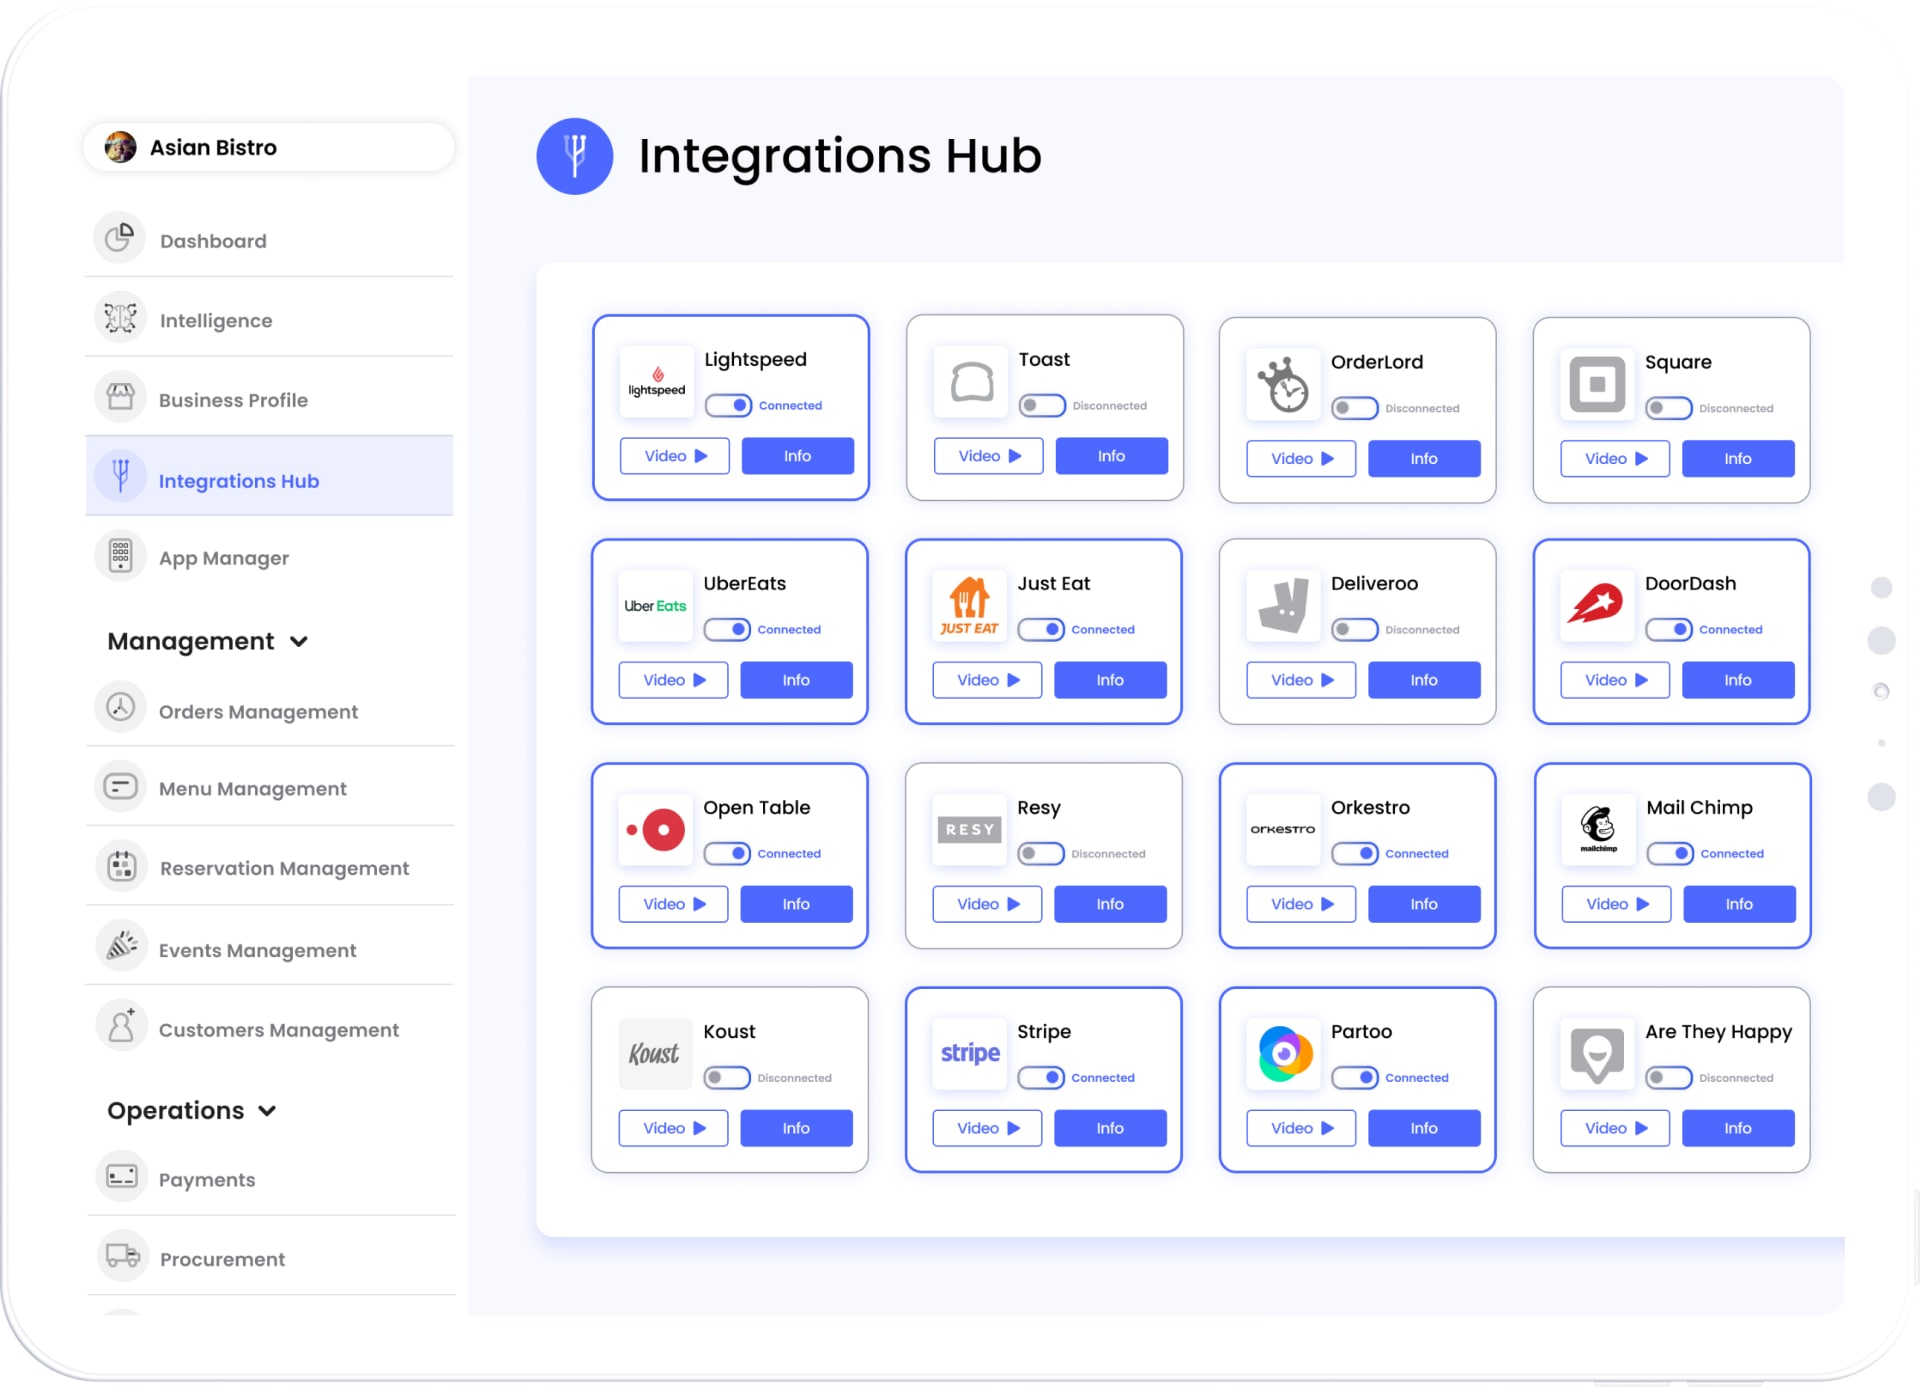 Asian Bistro
Dashboard
Intelligence
Business Profile
Integrations Hub
App Manager
Management
Orders Management
Menu Management
Reservation Management
Events Management
Customers Management
Operations
Payments
Procurement
Integrations Hub
lightspeed
Lightspeed
Connected
Video
Info
Toast
Disconnected
Video
Info
OrderLord
Disconnected
Video
Info
Square
Disconnected
Video
Info
Uber Eats
UberEats
Connected
Video
Info
JUST EAT
Just Eat
Connected
Video
Info
Deliveroo
Disconnected
Video
Info
DoorDash
Connected
Video
Info
Open Table
Connected
Video
Info
RESY
Resy
Disconnected
Video
Info
orkestro
Orkestro
Connected
Video
Info
mailchimp
Mail Chimp
Connected
Video
Info
Koust
Koust
Disconnected
Video
Info
stripe
Stripe
Connected
Video
Info
Partoo
Connected
Video
Info
Are They Happy
Disconnected
Video
Info